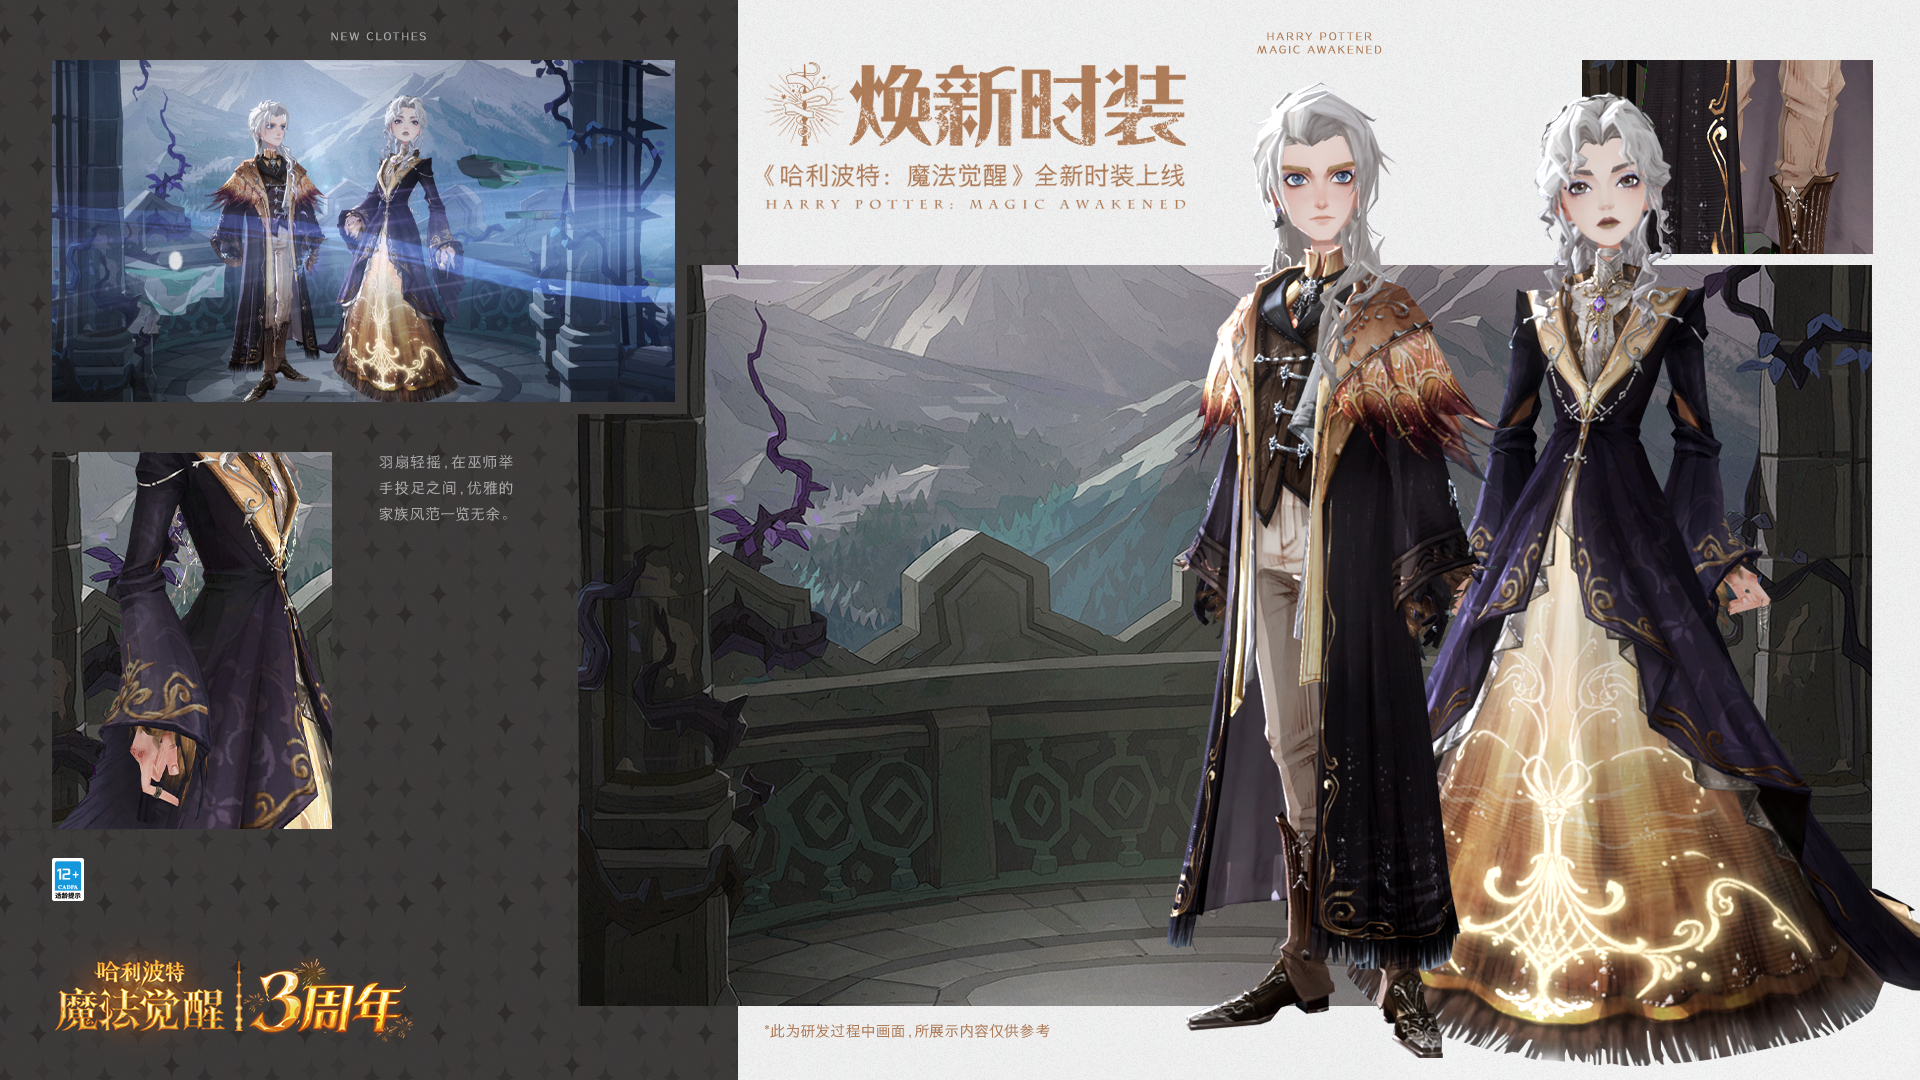 NEW CLOTHES
HARRY POTTER
MAGIC AWAKENED
焕新时装
《哈利波特：魔法觉醒》全新时装上线
HARRY POTTER: MAGIC AWAKENED
羽扇轻摇，在巫师举
手投足之间，优雅的
家族风范一览无余。
12+
CADPA
适龄提示
哈利波特
魔法觉醒
3周年
*此为研发过程中画面，所展示内容仅供参考